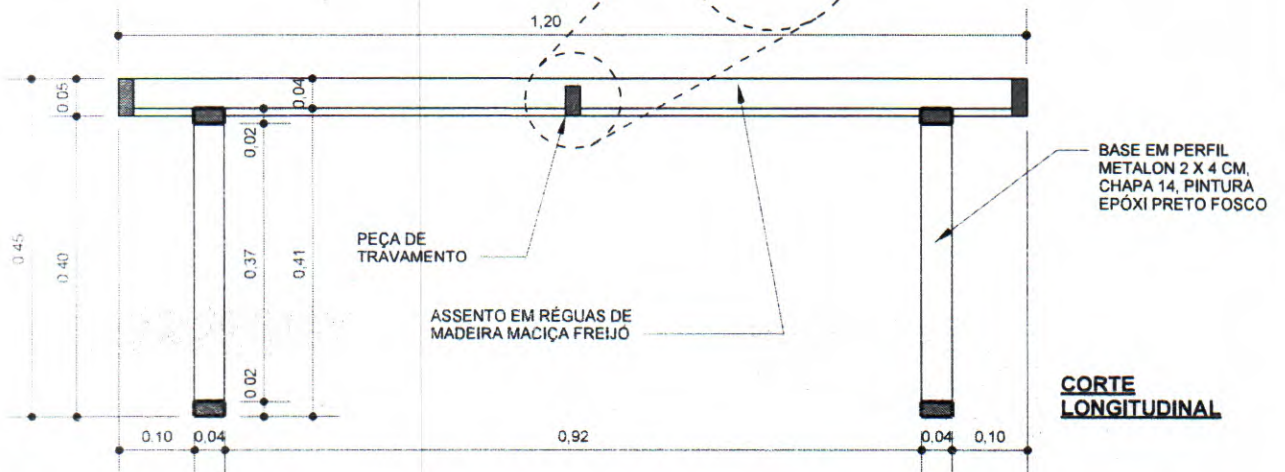 1,20
0,05
0,04
0,02
0,45
0,40
0,37
0,41
0,02
PEÇA DE
TRAVAMENTO
ASSENTO EM RÉGUAS DE
MADEIRA MACIÇA FREIJÓ
BASE EM PERFIL
METALON 2 X 4 CM,
CHAPA 14, PINTURA
EPÓXI PRETO FOSCO
CORTE
LONGITUDINAL
0,10 0,04 0,92 0,04 0,10